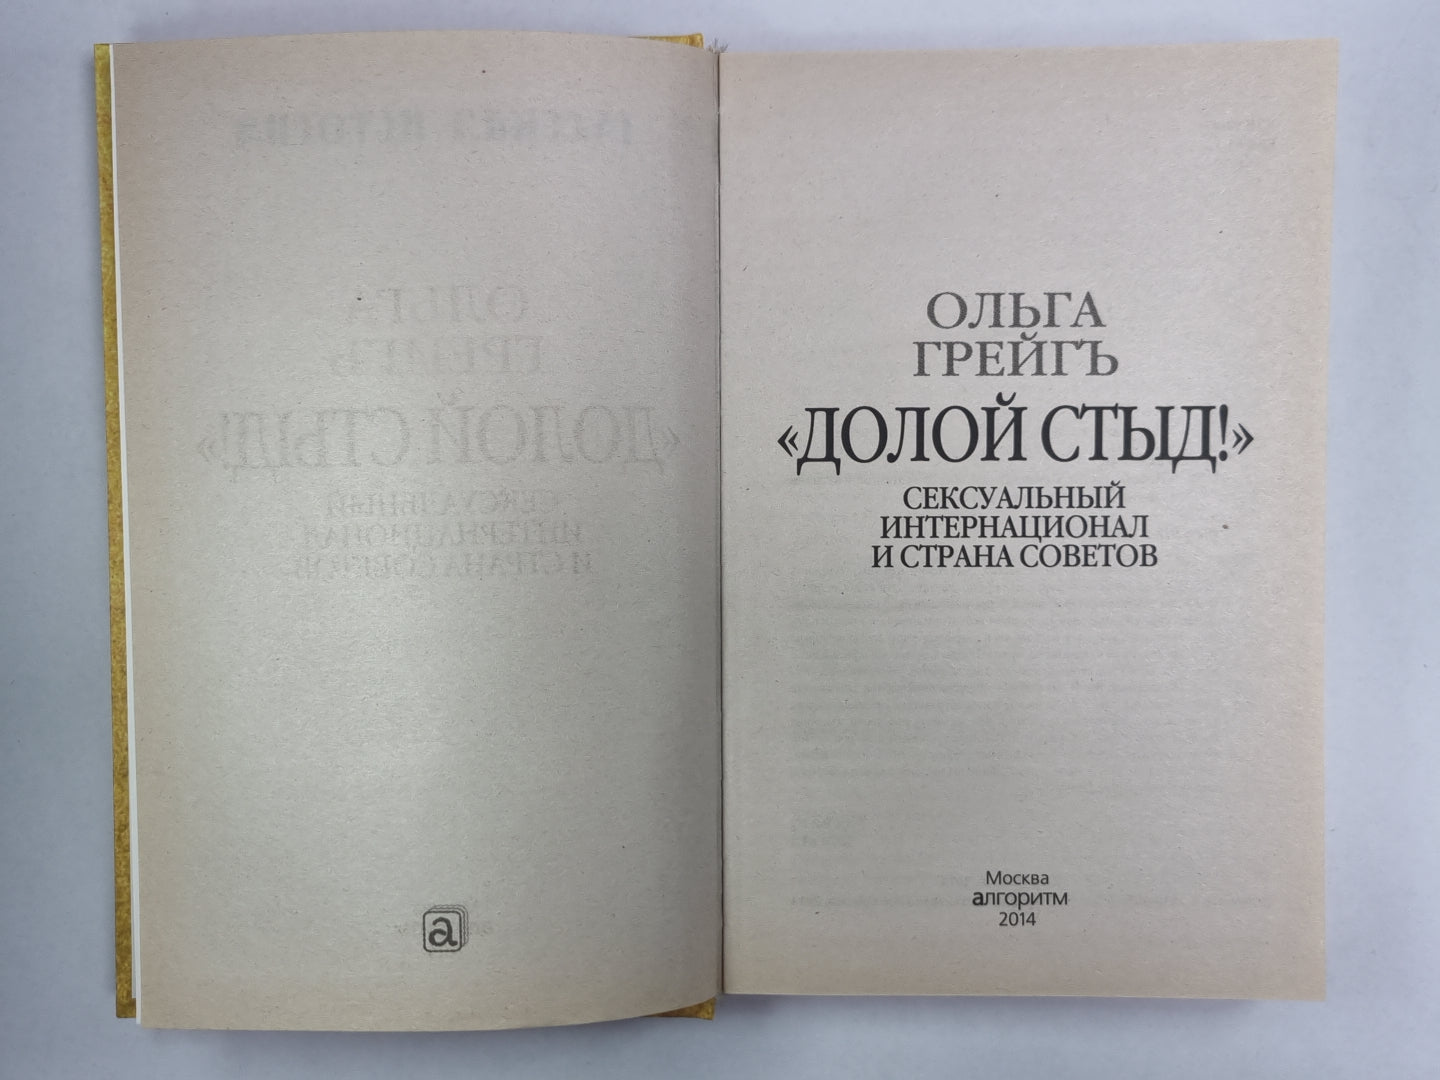 а
ОЛЬГА
ГРЕЙГЪ
«ДОЛОЙ СТЫД!»
СЕКСУАЛЬНЫЙ
ИНТЕРНАЦИОНАЛ
И СТРАНА СОВЕТОВ
Москва
алгоритм
2014